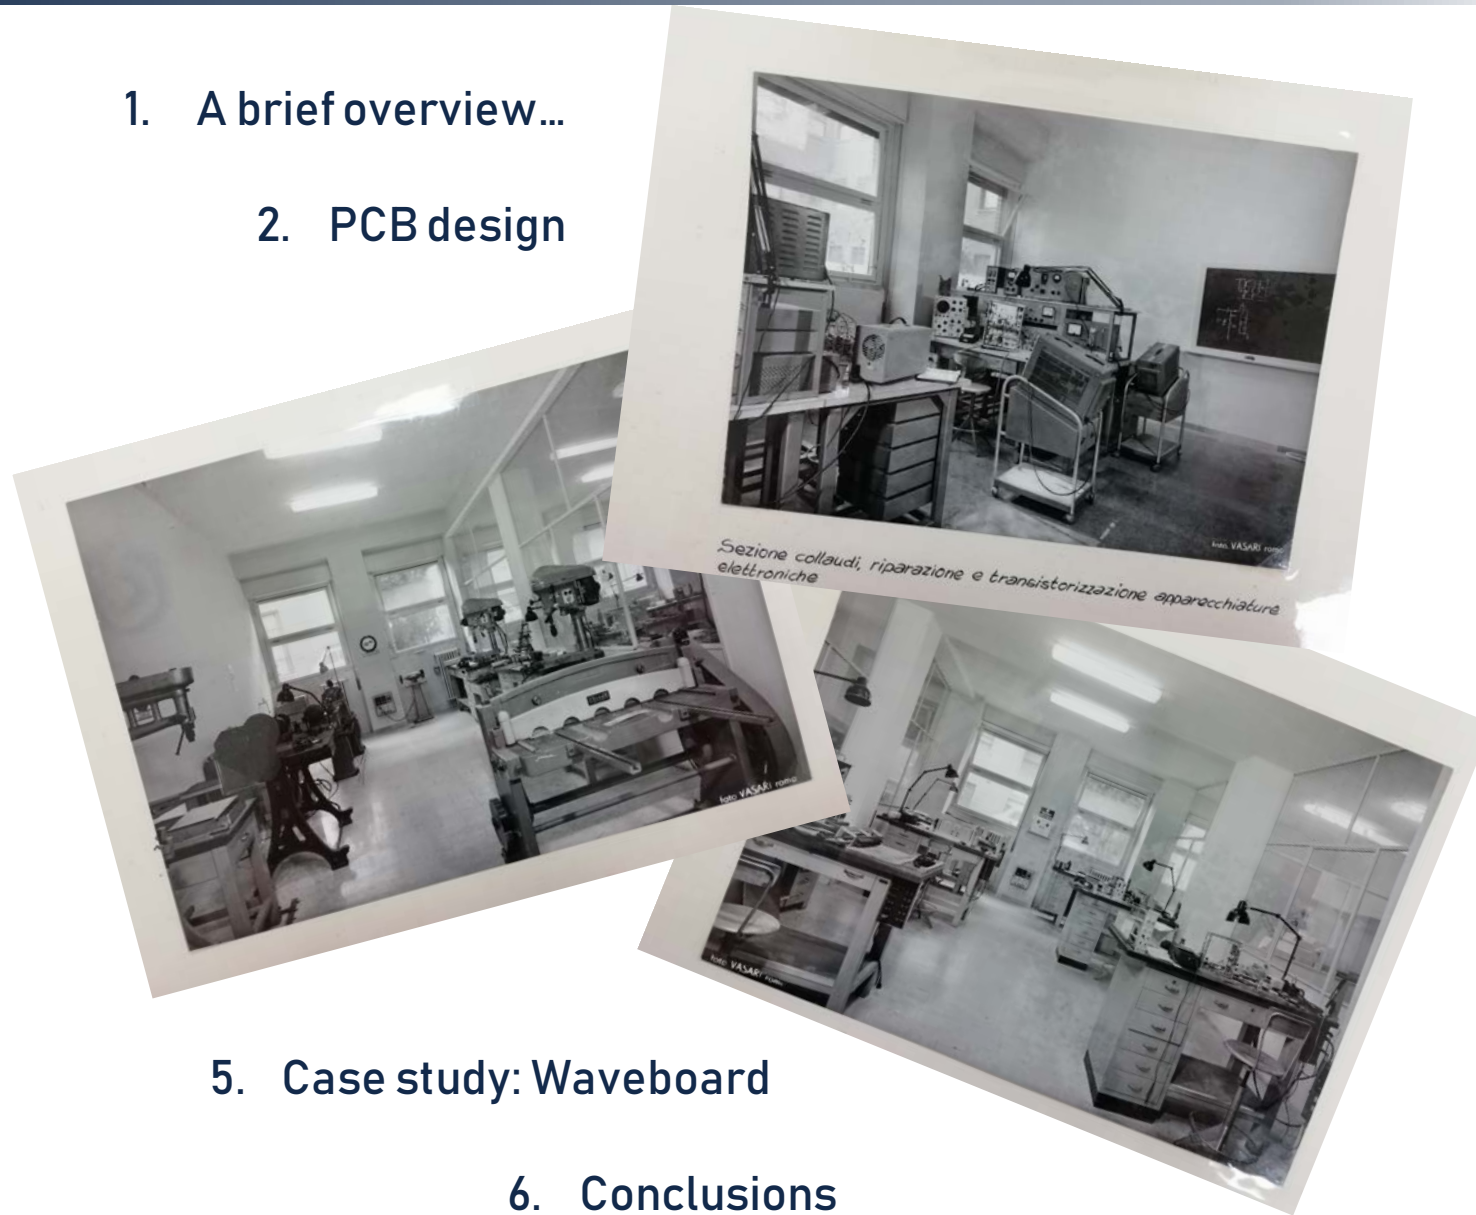 1. A brief overview...
2. PCB design
foto VASARI roma
Sezione collaudi, riparazione e transistorizzazione apparecchiature
elettroniche
foto VASARI roma
foto VASARI roma
5. Case study: Waveboard
6. Conclusions